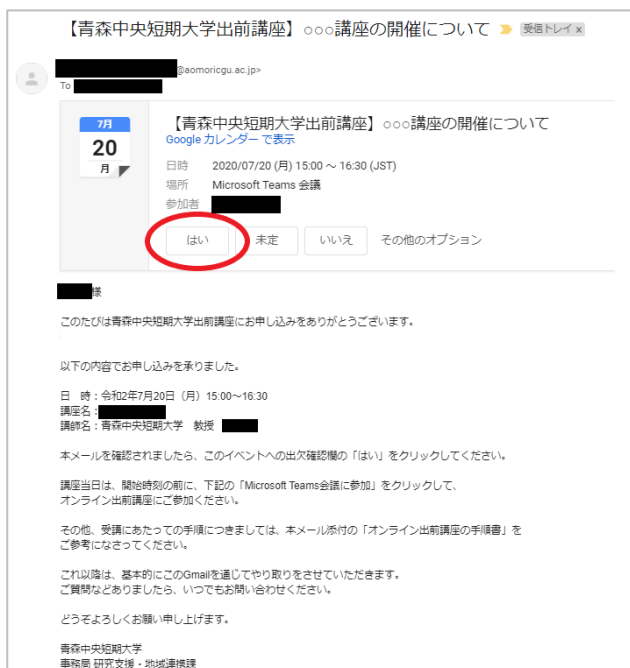 【青森中央短期大学出前講座】○○○講座の開催について 受信トレイ x
@aomoricgu.ac.jp>
To
7月
20
月
【青森中央短期大学出前講座】○○○講座の開催について
Google カレンダー で表示
日時 2020/07/20 (月) 15:00 ～ 16:30 (JST)
場所 Microsoft Teams 会議
参加者
はい 未定 いいえ その他のオプション
様
このたびは青森中央短期大学出前講座にお申し込みをありがとうございます。
以下の内容でお申し込みを承りました。
日　時：令和2年7月20日（月）15:00～16:30
講座名：
講師名：青森中央短期大学　教授
本メールを確認されましたら、このイベントへの出欠確認欄の「はい」をクリックしてください。
講座当日は、開始時刻の前に、下記の「Microsoft Teams会議に参加」をクリックして、
オンライン出前講座にご参加ください。
その他、受講にあたっての手順につきましては、本メール添付の「オンライン出前講座の手順書」を
ご参考になさってください。
これ以降は、基本的にこのGmailを通じてやり取りをさせていただきます。
ご質問などありましたら、いつでもお問い合わせください。
どうぞよろしくお願い申し上げます。
青森中央短期大学
事務局 研究支援・地域連携課